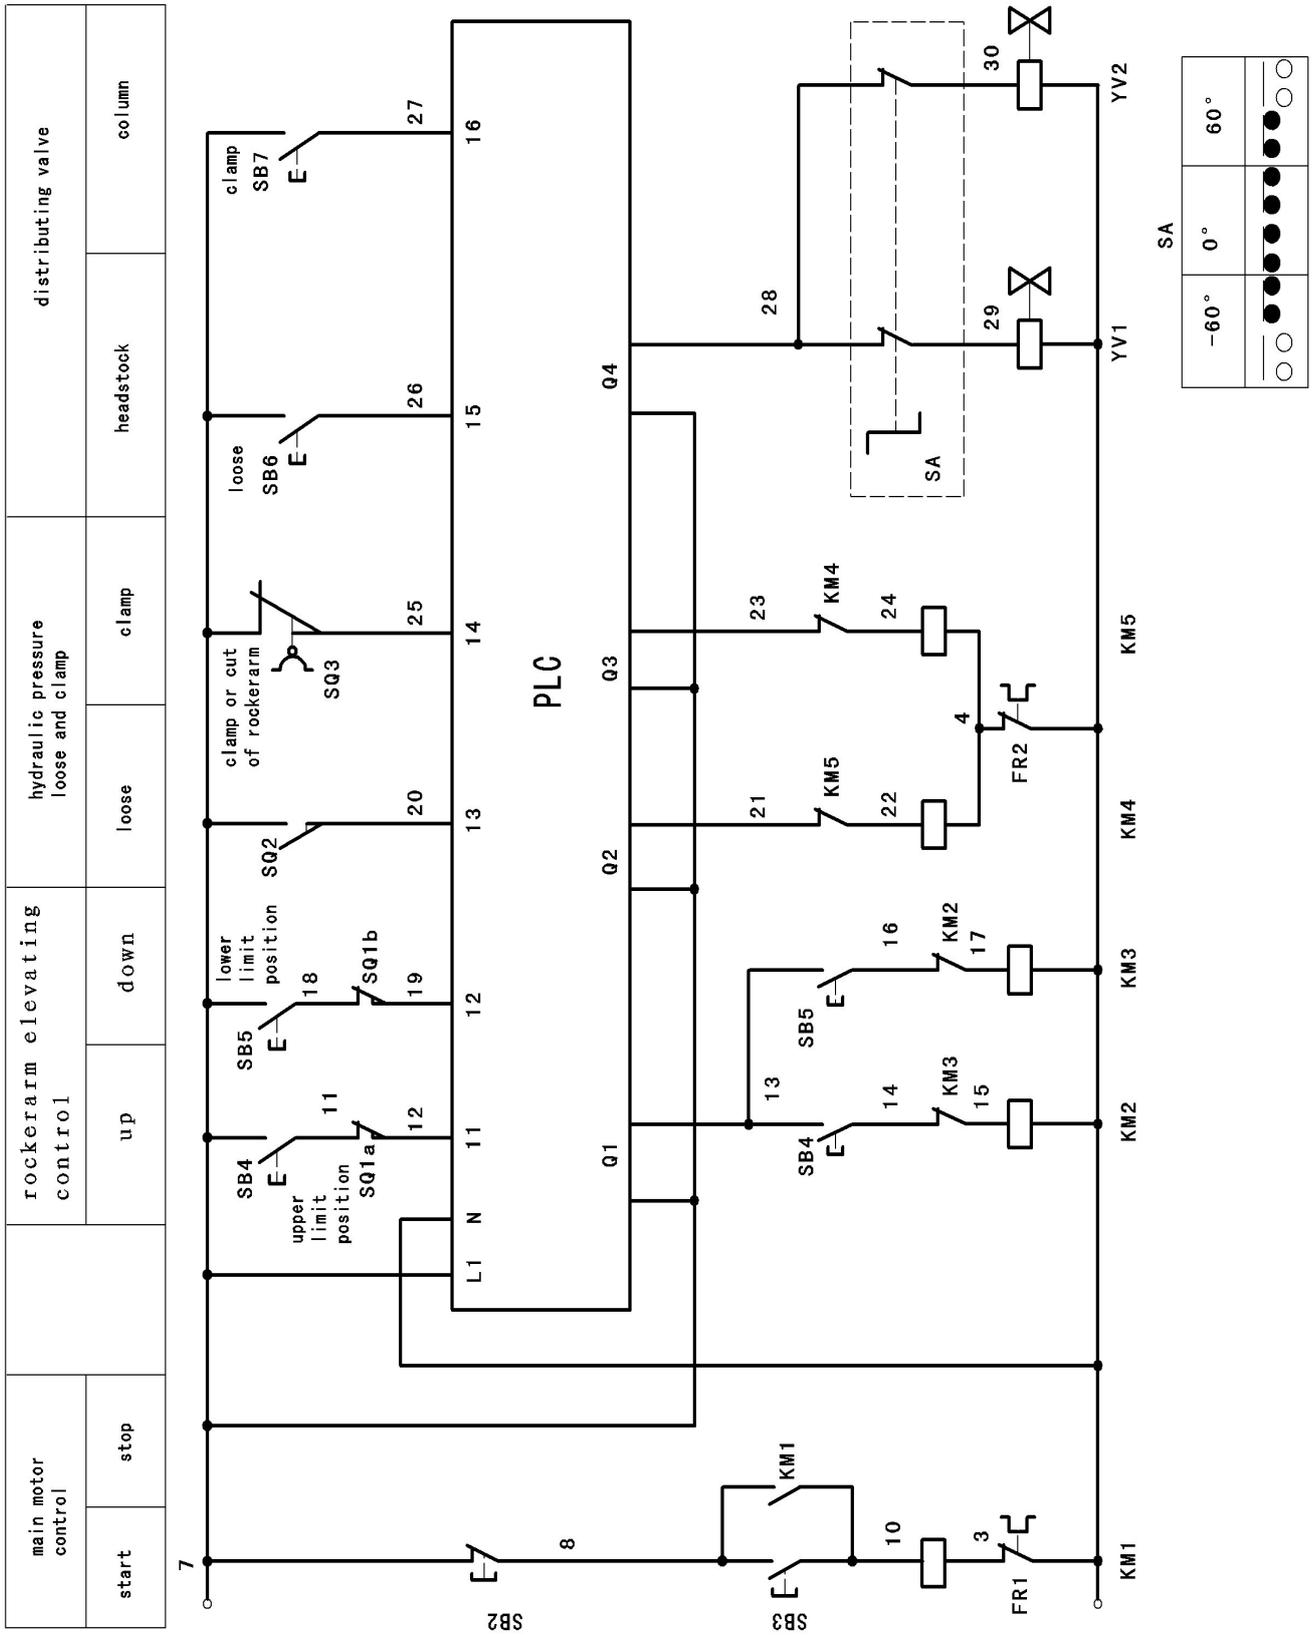 main motor
control
rockerarm elevating
control
hydraulic pressure
loose and clamp
distributing valve
start
stop
up
down
loose
clamp
headstock
column
7
SB4
upper
limit
position
11
SQ1a
12
SB5
lower
limit
position
18
SQ1b
19
SQ2
20
clamp or cut
of rockerarm
SQ3
25
loose
SB6
26
clamp
SB7
27
L1
N
11
12
13
14
15
16
PLC
Q1
Q2
Q3
Q4
SB2
8
SB3
KM1
10
3
FR1
KM1
13
SB4
14
KM3
15
KM2
SB5
16
KM2
17
KM3
21
KM5
22
KM4
23
KM4
24
KM5
4
FR2
28
SA
29
YV1
30
YV2
SA
-60°
0°
60°